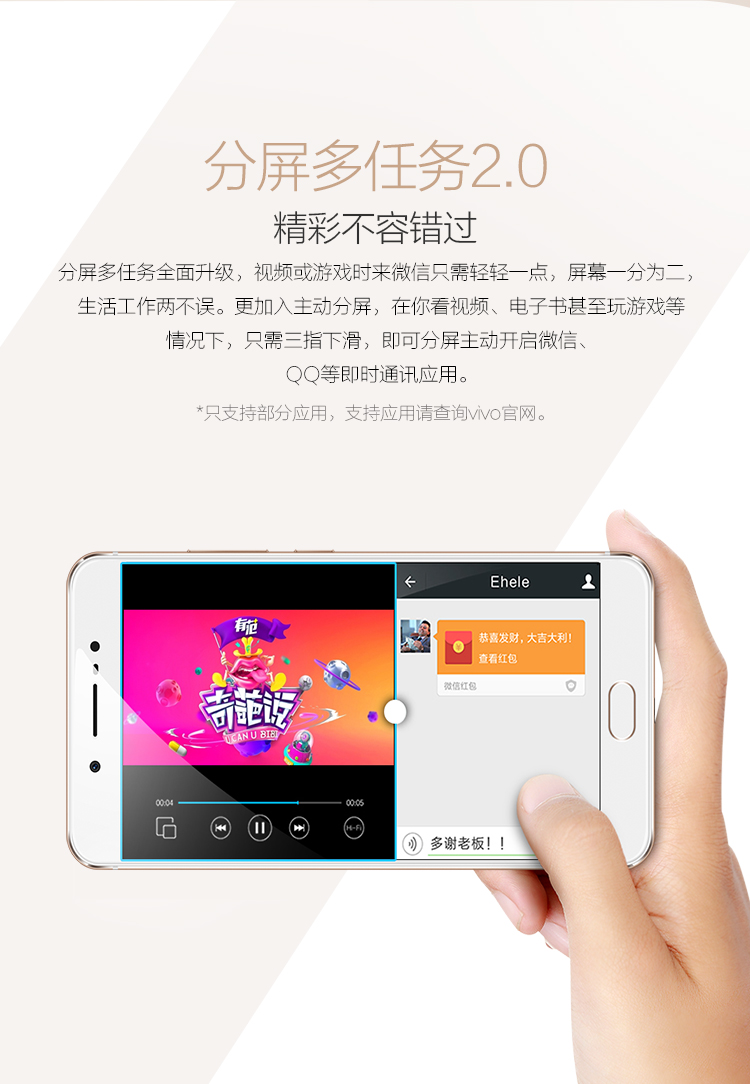 分屏多任务2.0
精彩不容错过
分屏多任务全面升级，视频或游戏时来微信只需轻轻一点，屏幕一分为二，
生活工作两不误。更加入主动分屏，在你看视频、电子书甚至玩游戏等
情况下，只需三指下滑，即可分屏主动开启微信、
QQ等即时通讯应用。
*只支持部分应用，支持应用请查询vivo官网。
Ehele
有范
奇葩说
U CAN U BIBI
恭喜发财，大吉大利！
查看红包
微信红包
00:04
00:05
Hi-Fi
多谢老板！！